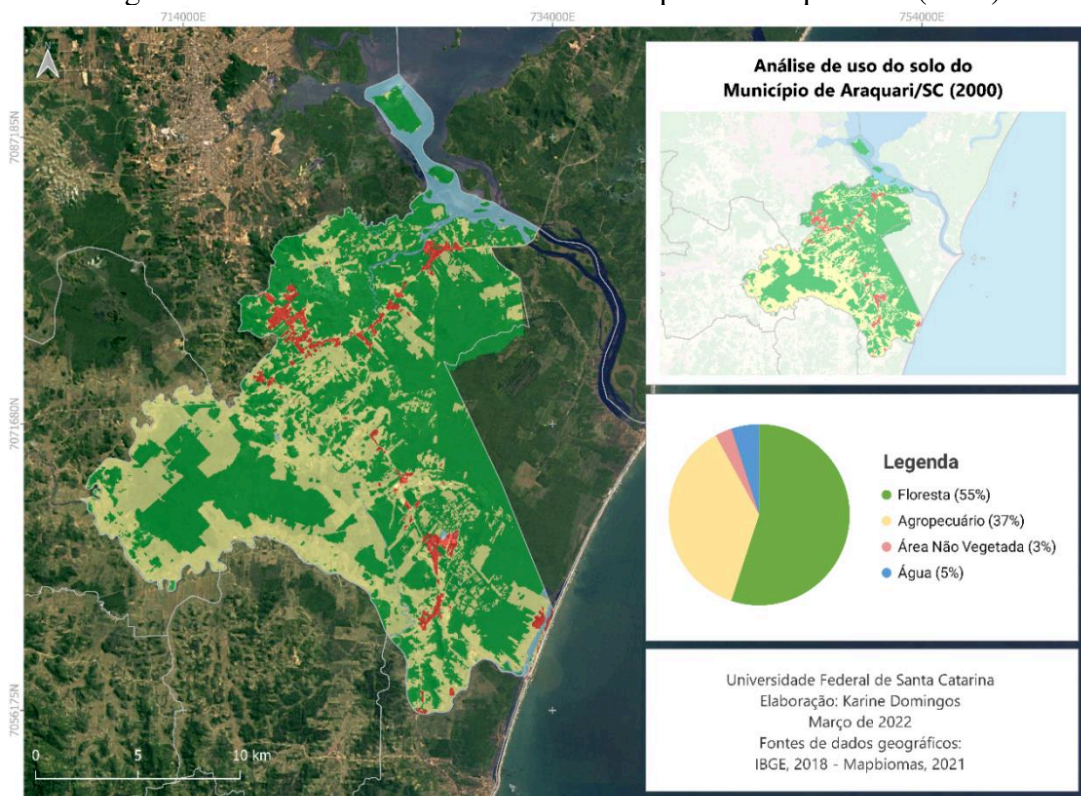 714000E 734000E 754000E
7087185N
7071680N
7056175N
0 5 10 km
Análise de uso do solo do
Município de Araquari/SC (2000)
Legenda
Floresta (55%)
Agropecuário (37%)
Área Não Vegetada (3%)
Água (5%)
Universidade Federal de Santa Catarina
Elaboração: Karine Domingos
Março de 2022
Fontes de dados geográficos:
IBGE, 2018 - Mapbiomas, 2021